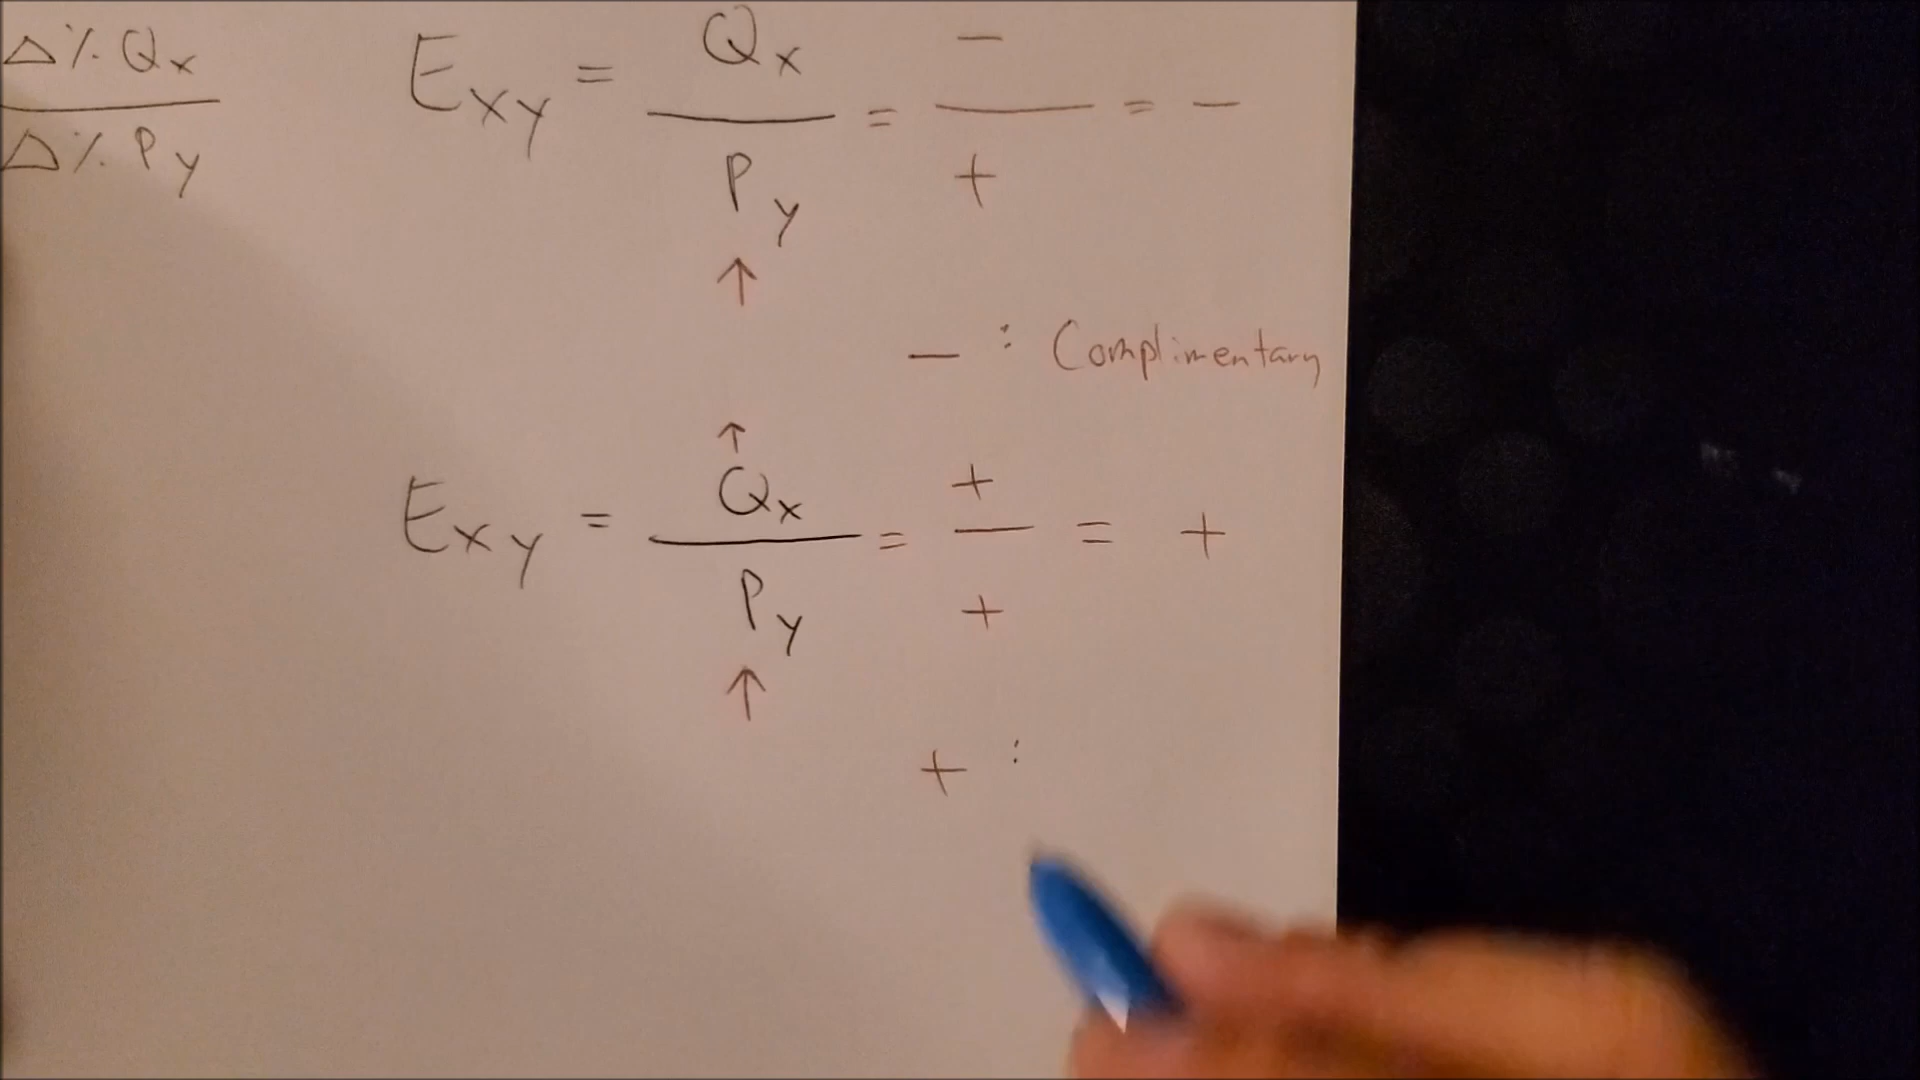 Δ% Qx
Δ% Py
Exy = Qx / Py = - / + = -
↑
- : Complimentary
↑
Exy = Qx / Py = + / + = +
↑
+ :